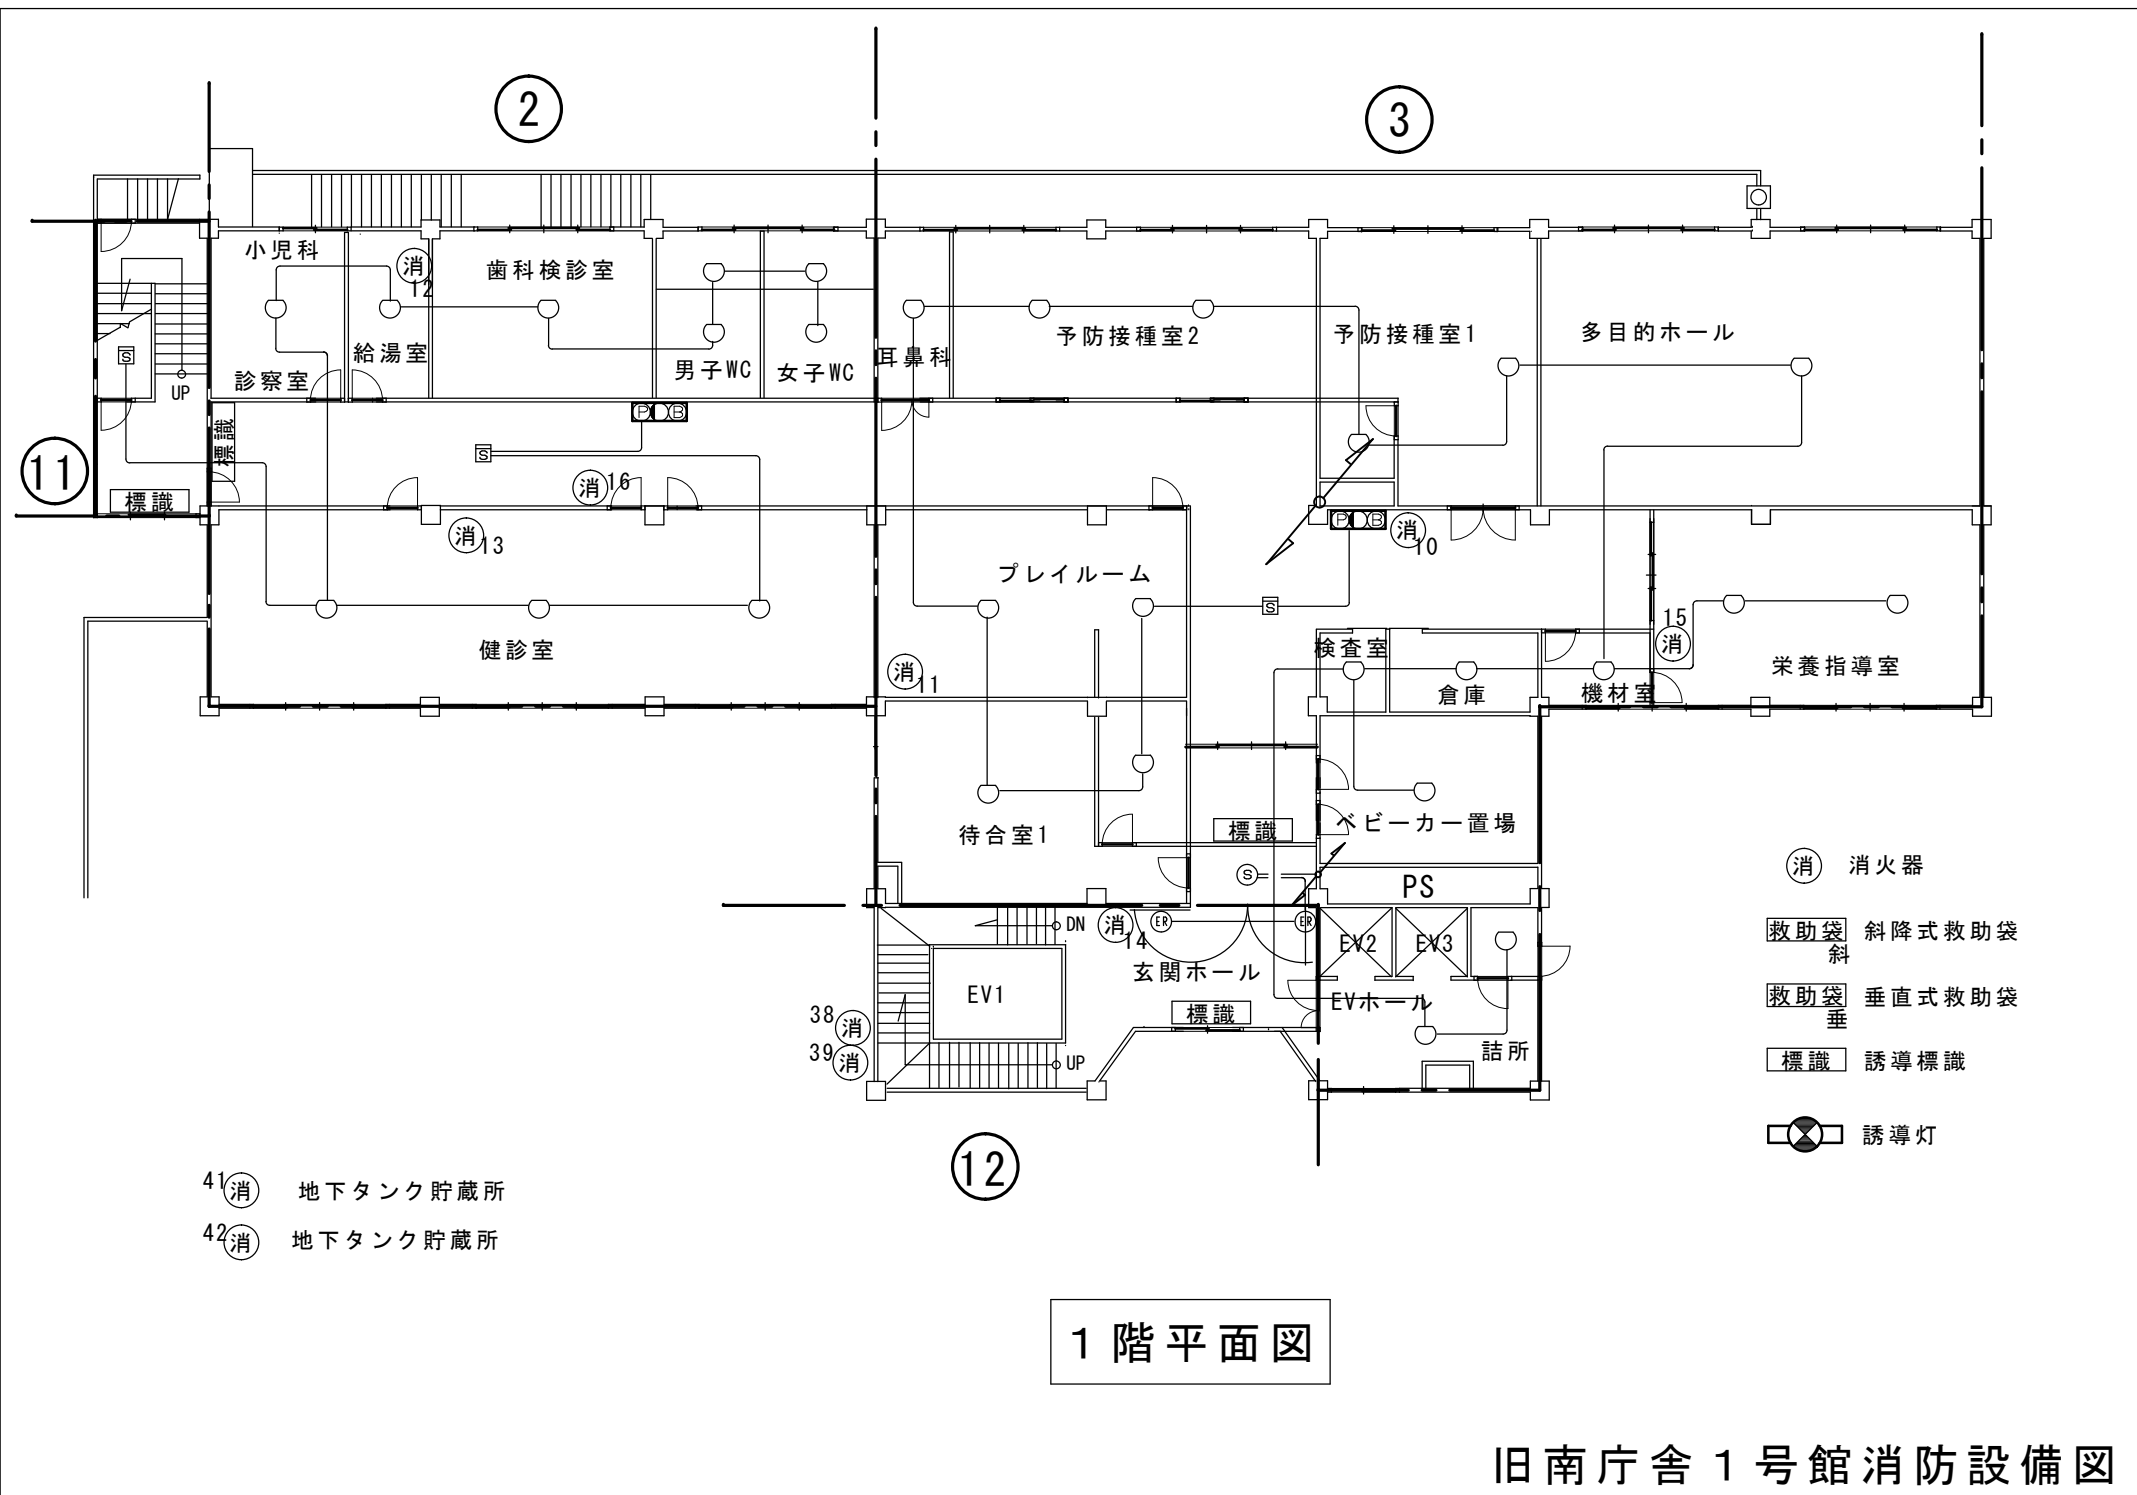 2
3
小児科
消
12
歯科検診室
予防接種室2
予防接種室1
多目的ホール
給湯室
耳鼻科
男子WC
女子WC
診察室
S
UP
標識
P B
S
11
標識
消16
消13
P B
消10
プレイルーム
S
15
消
健診室
検査室
栄養指導室
消11
倉庫
機材室
待合室1
標識
ベビーカー置場
S
PS
消火器
消
DN
消14
ER
ER
EV2
EV3
救助袋
斜
斜降式救助袋
玄関ホール
EV1
EVホール
標識
救助袋
垂
垂直式救助袋
38消
39消
UP
詰所
標識 誘導標識
誘導灯
12
41消 地下タンク貯蔵所
42消 地下タンク貯蔵所
1階平面図
旧南庁舎1号館消防設備図